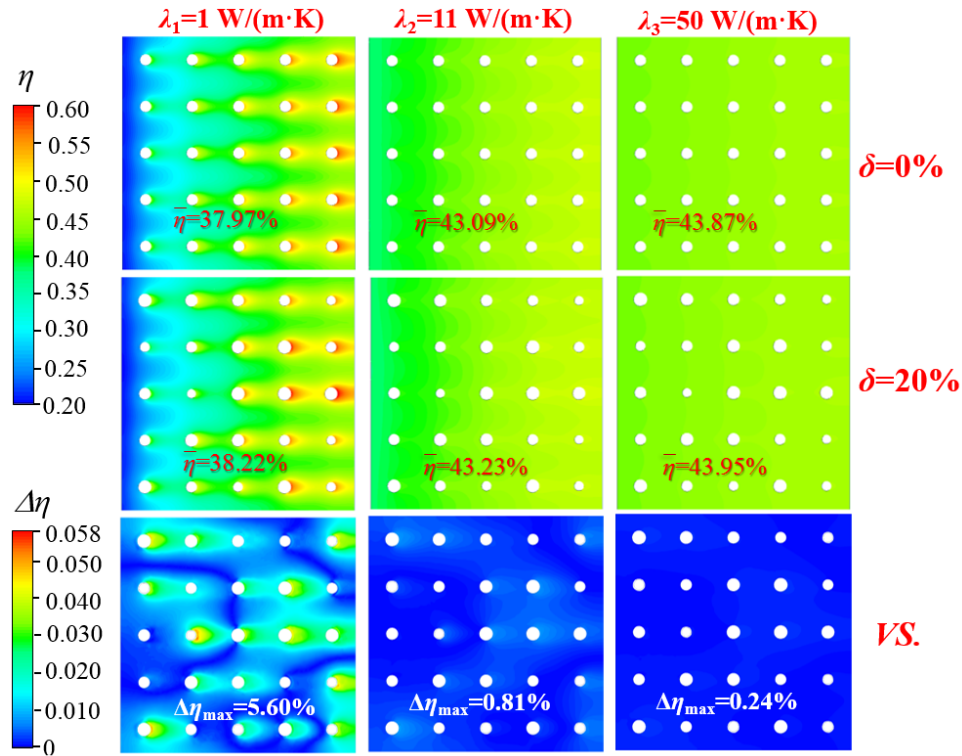 λ₁=1 W/(m·K)
λ₂=11 W/(m·K)
λ₃=50 W/(m·K)
η
0.60
0.55
0.50
0.45
0.40
0.35
0.30
0.25
0.20
η̅=37.97%
η̅=43.09%
η̅=43.87%
δ=0%
η̅=38.22%
η̅=43.23%
η̅=43.95%
δ=20%
Δη
0.058
0.050
0.040
0.030
0.020
0.010
0
Δηmax=5.60%
Δηmax=0.81%
Δηmax=0.24%
VS.